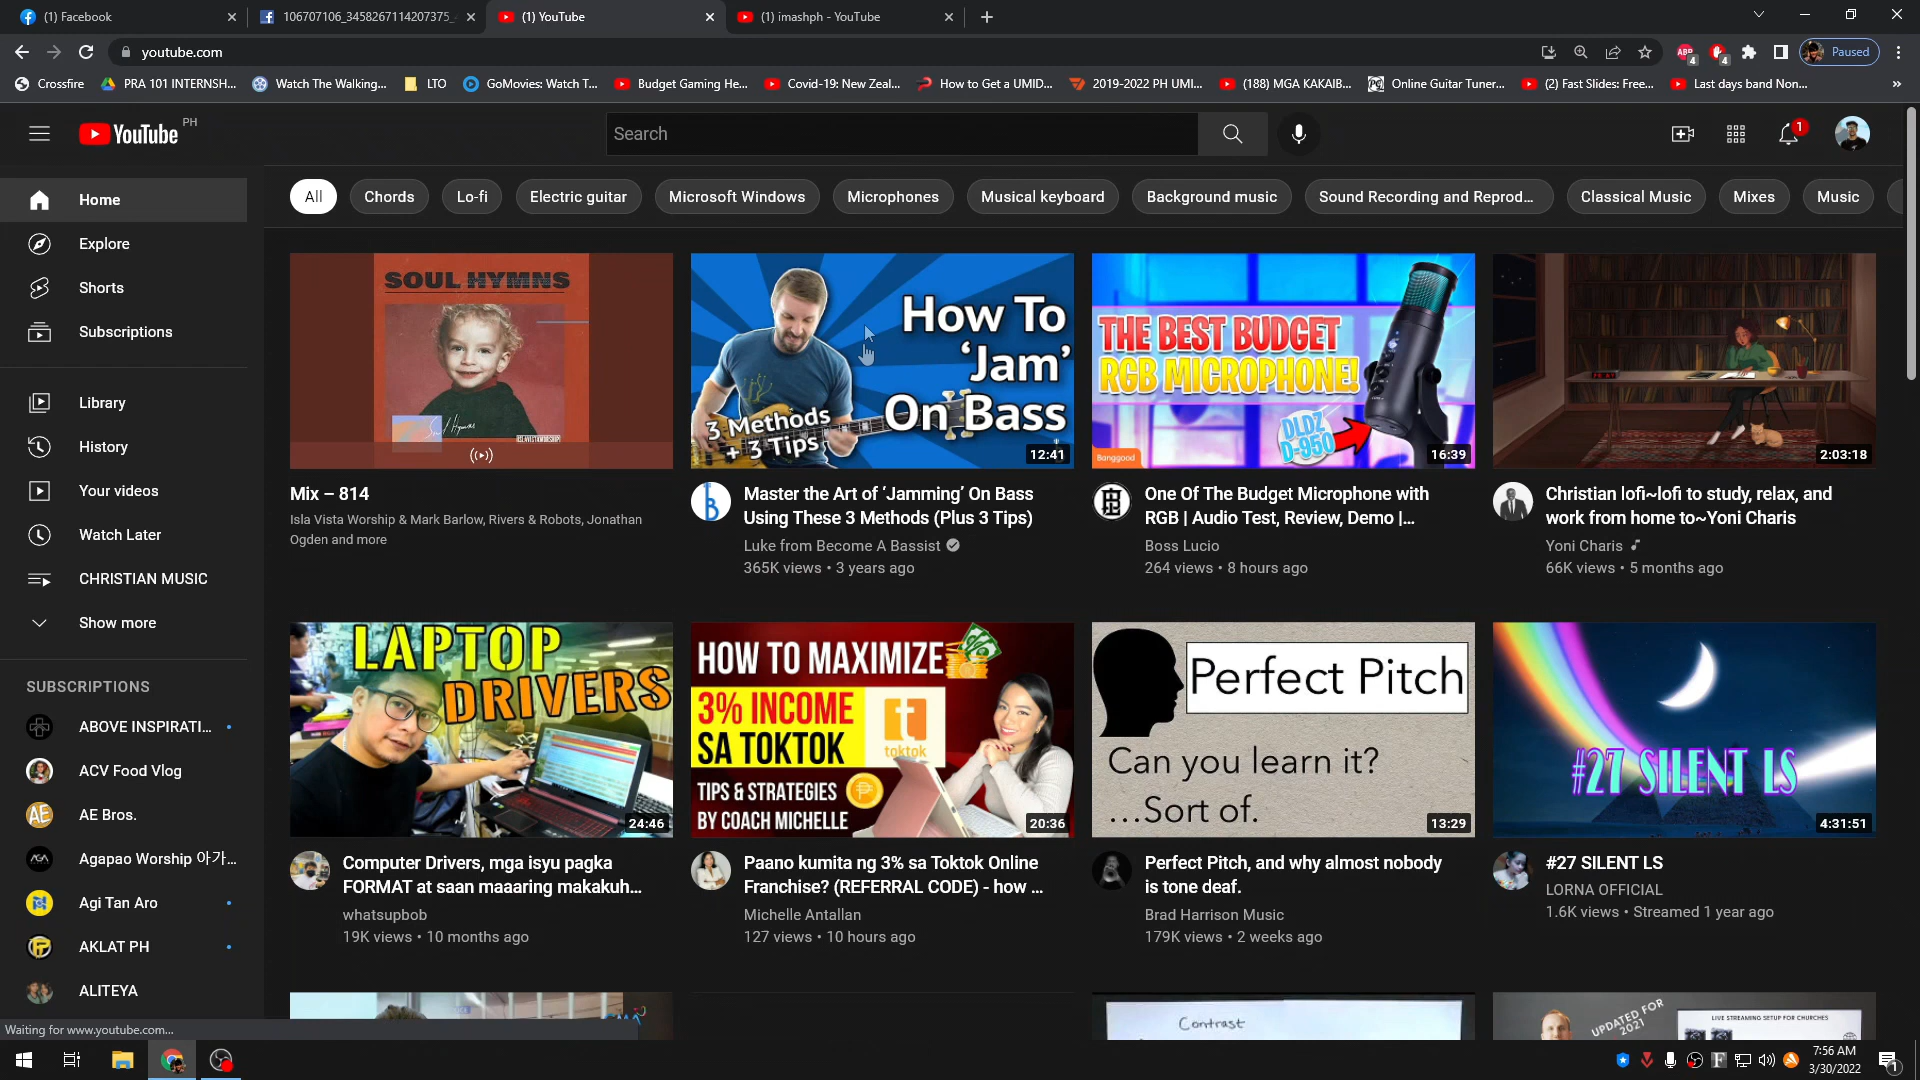 (1) Facebook
106707106_3458267114207375_
(1) YouTube
(1) imashph - YouTube
youtube.com
Paused
4
4
Crossfire
PRA 101 INTERNSH...
Watch The Walking...
LTO
GoMovies: Watch T...
Budget Gaming He...
Covid-19: New Zeal...
How to Get a UMID...
2019-2022 PH UMI...
(188) MGA KAKAIB...
Online Guitar Tuner...
(2) Fast Slides: Free...
Last days band Non...
»
YouTube PH
Search
1
Home
Explore
Shorts
Subscriptions
Library
History
Your videos
Watch Later
CHRISTIAN MUSIC
Show more
SUBSCRIPTIONS
ABOVE INSPIRATI...
ACV Food Vlog
AE AE Bros.
Agapao Worship 아가...
Agi Tan Aro
AKLAT PH
ALITEYA
All
Chords
Lo-fi
Electric guitar
Microsoft Windows
Microphones
Musical keyboard
Background music
Sound Recording and Reprod...
Classical Music
Mixes
Music
SOUL HYMNS
Soul Hymns
Mix – 814
Isla Vista Worship & Mark Barlow, Rivers & Robots, Jonathan
Ogden and more
How To
‘Jam’
On Bass
3 Methods
+ 3 Tips
12:41
Master the Art of ‘Jamming’ On Bass
Using These 3 Methods (Plus 3 Tips)
Luke from Become A Bassist
365K views • 3 years ago
THE BEST BUDGET
RGB MICROPHONE!
DLDZ
D-950
Banggood
16:39
One Of The Budget Microphone with
RGB | Audio Test, Review, Demo |...
Boss Lucio
264 views • 8 hours ago
2:03:18
Christian lofi~lofi to study, relax, and
work from home to~Yoni Charis
Yoni Charis
66K views • 5 months ago
LAPTOP
DRIVERS
24:46
Computer Drivers, mga isyu pagka
FORMAT at saan maaaring makakuh...
whatsupbob
19K views • 10 months ago
HOW TO MAXIMIZE
3% INCOME
SA TOKTOK
toktok
TIPS & STRATEGIES
BY COACH MICHELLE
20:36
Paano kumita ng 3% sa Toktok Online
Franchise? (REFERRAL CODE) - how ...
Michelle Antallan
127 views • 10 hours ago
Perfect Pitch
Can you learn it?
...Sort of.
13:29
Perfect Pitch, and why almost nobody
is tone deaf.
Brad Harrison Music
179K views • 2 weeks ago
#27 SILENT LS
4:31:51
#27 SILENT LS
LORNA OFFICIAL
1.6K views • Streamed 1 year ago
Contrast
UPDATED FOR
2021
LIVE STREAMING SETUP FOR CHURCHES
Waiting for www.youtube.com...
7:56 AM
3/30/2022
1